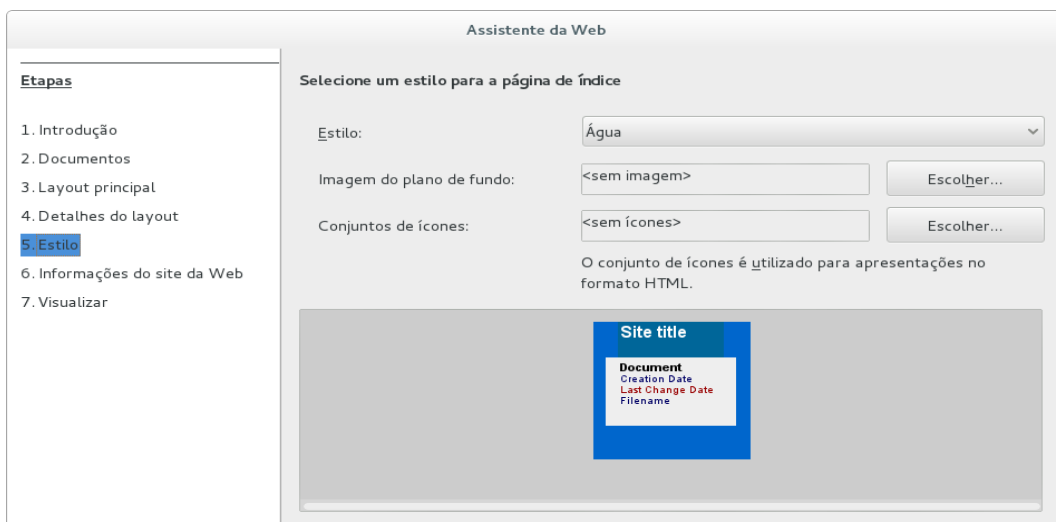 Assistente da Web
Etapas
1. Introdução
2. Documentos
3. Layout principal
4. Detalhes do layout
5. Estilo
6. Informações do site da Web
7. Visualizar
Selecione um estilo para a página de índice
Estilo:
Água
Imagem do plano de fundo:
<sem imagem>
Escolher...
Conjuntos de ícones:
<sem ícones>
Escolher...
O conjunto de ícones é utilizado para apresentações no
formato HTML.
Site title
Document
Creation Date
Last Change Date
Filename